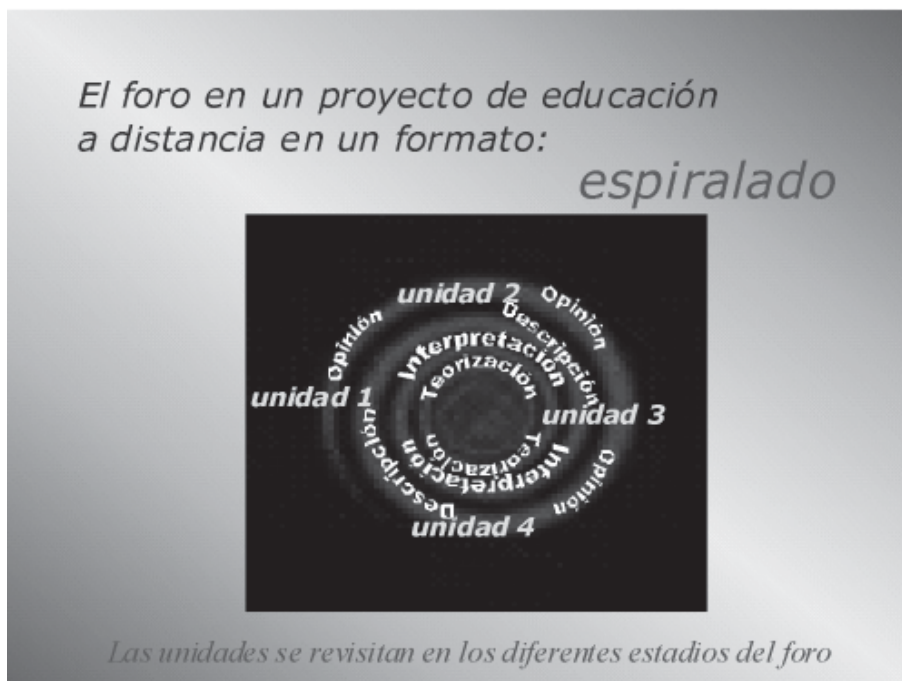 El foro en un proyecto de educación
a distancia en un formato:
espiralado
unidad 2
Opinión
Opinión
Descripción
Interpretación
Teorización
unidad 1
unidad 3
Descripción
Teorización
Interpretación
Opinión
unidad 4
Las unidades se revisitan en los diferentes estadios del foro